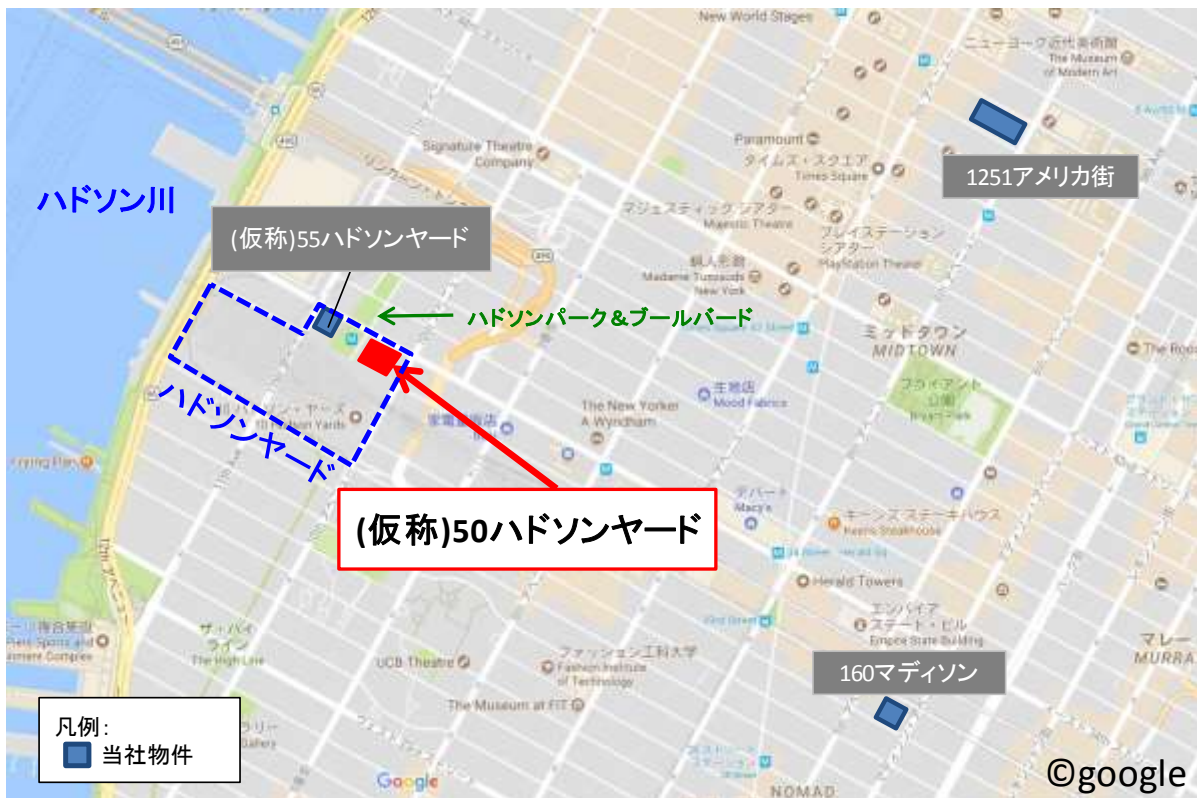 New World Stages
ニューヨーク近代美術館
The Museum
of Modern Art
Signature Theatre
Company
Paramount
タイムズ・スクエア
Times Square
1251アメリカ街
ハドソン川
(仮称)55ハドソンヤード
マジェスティック シアター
Majestic Theatre
プレイステーション
シアター
PlayStation Theater
蝋人形館
Madame Tussauds
New York
ハドソンパーク&ブールバード
ミッドタウン
MIDTOWN
The Roos
ブライアント
公園
Bryant Park
生地店
Mood Fabrics
The New Yorker
A Wyndham
ハドソンヤード
(仮称)50ハドソンヤード
デパート
Macy's
キーンズ ステーキハウス
Keens Steakhouse
Herald Towers
エンパイア
ステート・ビル
Empire State Building
ザ・ハイ
ライン
The High Line
UCB Theatre
ファッション工科大学
Fashion Institute
of Technology
マレー
MURRA
160マディソン
The Museum at FIT
凡例:
当社物件
Google
NOMAD
©google